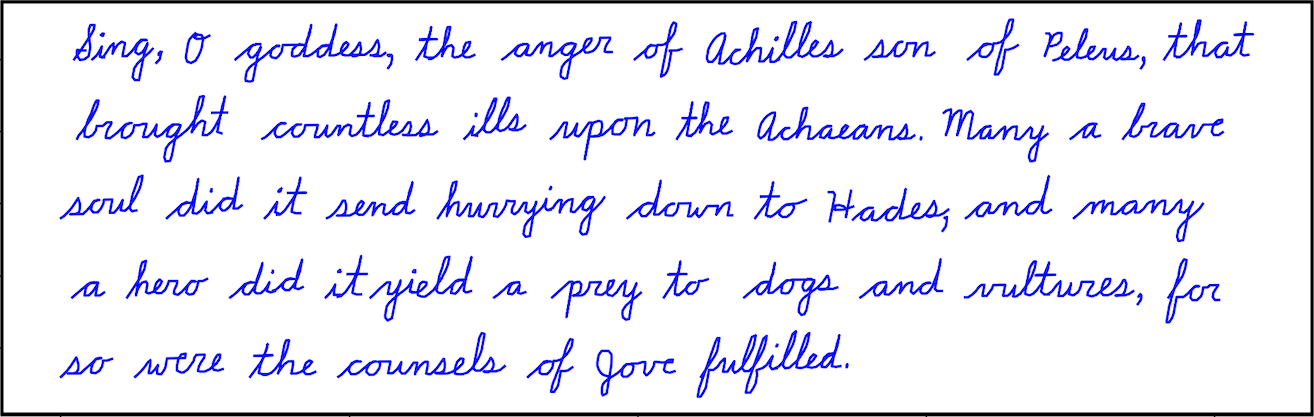 Sing, O goddess, the anger of Achilles son of Peleus, that
brought countless ills upon the Achaeans. Many a brave
soul did it send hurrying down to Hades, and many
a hero did it yield a prey to dogs and vultures, for
so were the counsels of Jove fulfilled.